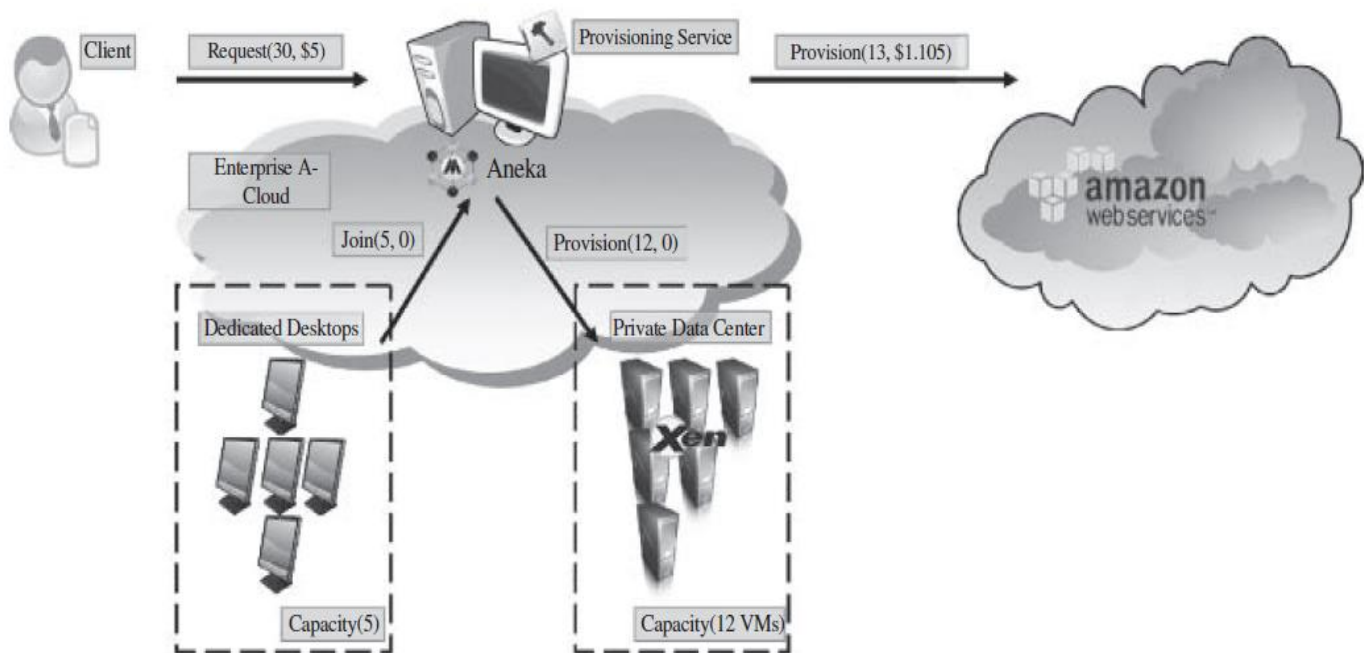 Client
Request(30, $5)
Provisioning Service
Provision(13, $1.105)
Enterprise A-
Cloud
Aneka
amazon
webservices™
Join(5, 0)
Provision(12, 0)
Dedicated Desktops
Private Data Center
Xen
Capacity(5)
Capacity(12 VMs)